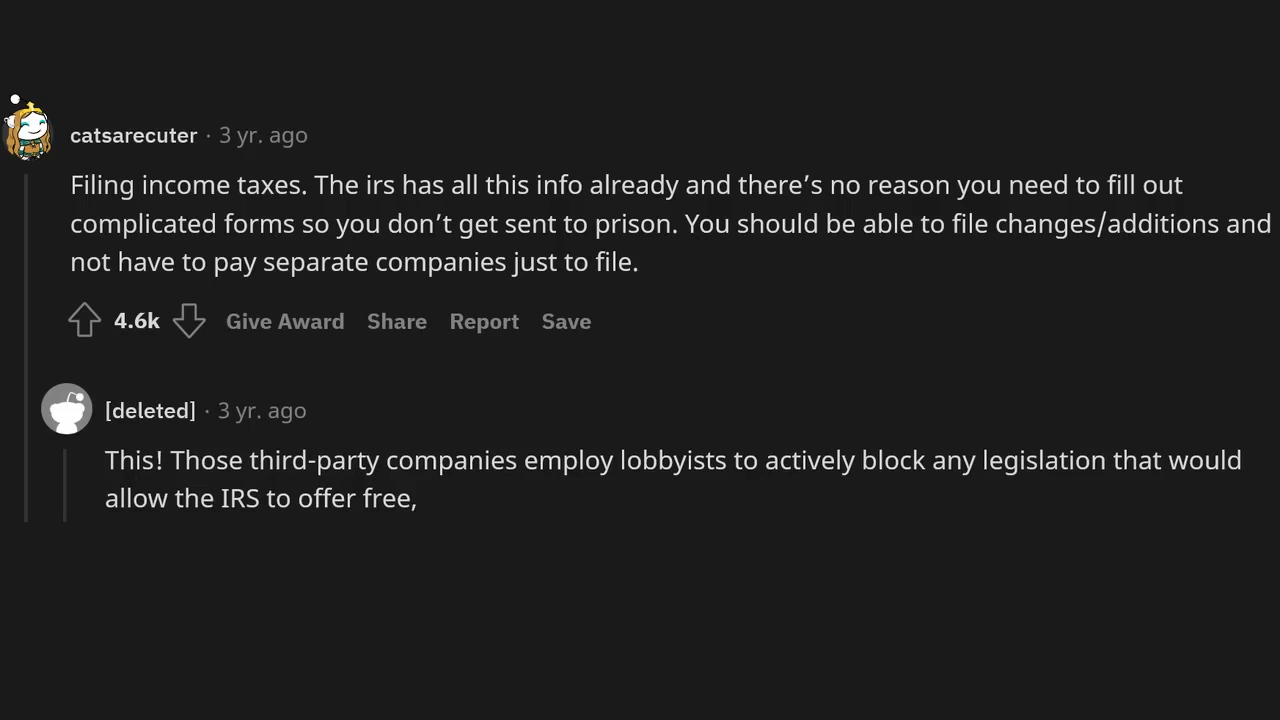 catsarecuter · 3 yr. ago
Filing income taxes. The irs has all this info already and there’s no reason you need to fill out
complicated forms so you don’t get sent to prison. You should be able to file changes/additions and
not have to pay separate companies just to file.
4.6k Give Award Share Report Save
[deleted] · 3 yr. ago
This! Those third-party companies employ lobbyists to actively block any legislation that would
allow the IRS to offer free,